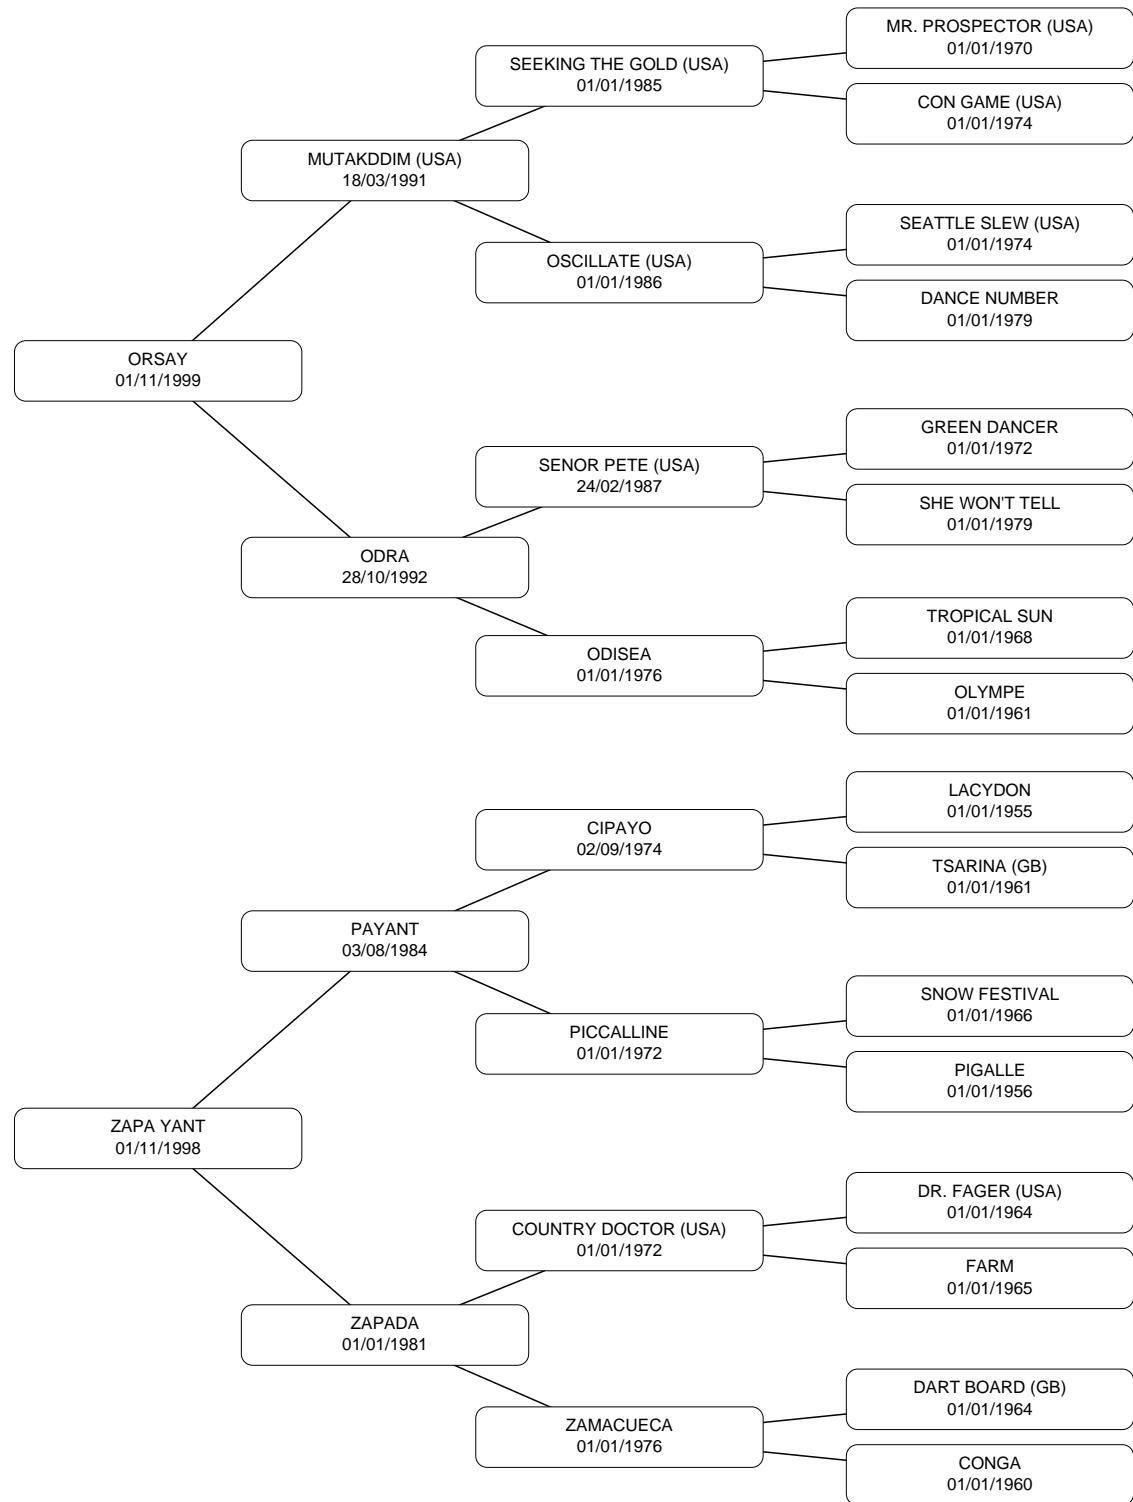 MR. PROSPECTOR (USA)
01/01/1970
SEEKING THE GOLD (USA)
01/01/1985
CON GAME (USA)
01/01/1974
MUTAKDDIM (USA)
18/03/1991
SEATTLE SLEW (USA)
01/01/1974
OSCILLATE (USA)
01/01/1986
DANCE NUMBER
01/01/1979
ORSAY
01/11/1999
GREEN DANCER
01/01/1972
SENOR PETE (USA)
24/02/1987
SHE WON'T TELL
01/01/1979
ODRA
28/10/1992
TROPICAL SUN
01/01/1968
ODISEA
01/01/1976
OLYMPE
01/01/1961
LACYDON
01/01/1955
CIPAYO
02/09/1974
TSARINA (GB)
01/01/1961
PAYANT
03/08/1984
SNOW FESTIVAL
01/01/1966
PICCALLINE
01/01/1972
PIGALLE
01/01/1956
ZAPA YANT
01/11/1998
DR. FAGER (USA)
01/01/1964
COUNTRY DOCTOR (USA)
01/01/1972
FARM
01/01/1965
ZAPADA
01/01/1981
DART BOARD (GB)
01/01/1964
ZAMACUECA
01/01/1976
CONGA
01/01/1960